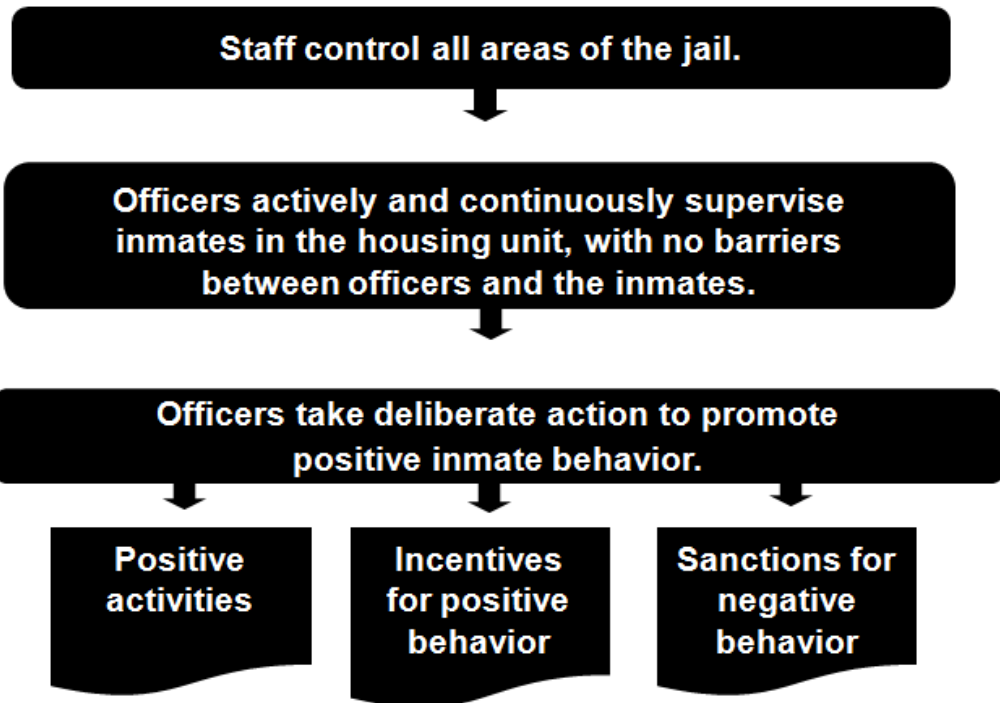 Staff control all areas of the jail.
Officers actively and continuously supervise
inmates in the housing unit, with no barriers
between officers and the inmates.
Officers take deliberate action to promote
positive inmate behavior.
Positive
activities
Incentives
for positive
behavior
Sanctions for
negative
behavior